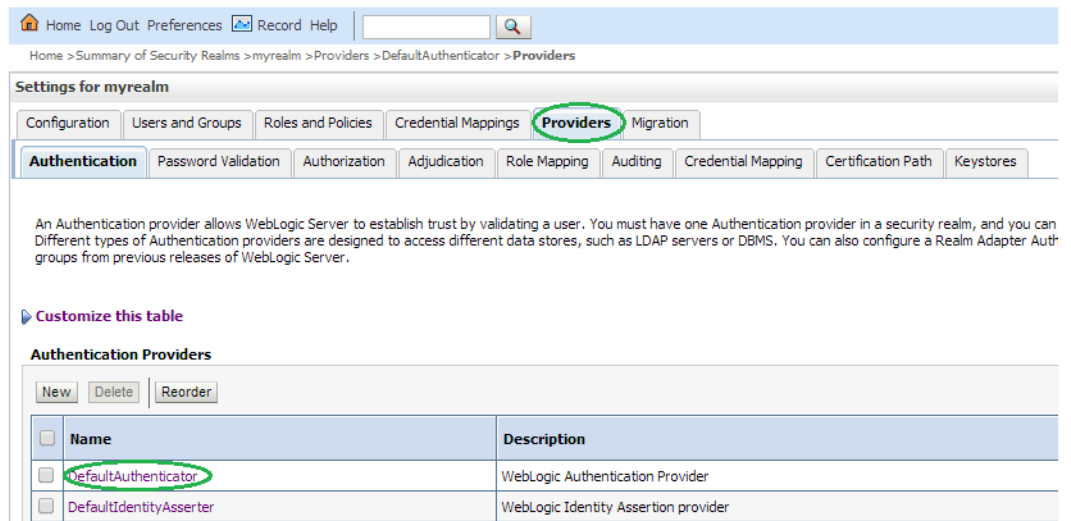 Home Log Out Preferences Record Help
Home >Summary of Security Realms >myrealm >Providers >DefaultAuthenticator >Providers
Settings for myrealm
Configuration Users and Groups Roles and Policies Credential Mappings Providers Migration
Authentication Password Validation Authorization Adjudication Role Mapping Auditing Credential Mapping Certification Path Keystores
An Authentication provider allows WebLogic Server to establish trust by validating a user. You must have one Authentication provider in a security realm, and you can
Different types of Authentication providers are designed to access different data stores, such as LDAP servers or DBMS. You can also configure a Realm Adapter Auth
groups from previous releases of WebLogic Server.
Customize this table
Authentication Providers
New Delete Reorder
Name Description
DefaultAuthenticator WebLogic Authentication Provider
DefaultIdentityAsserter WebLogic Identity Assertion provider